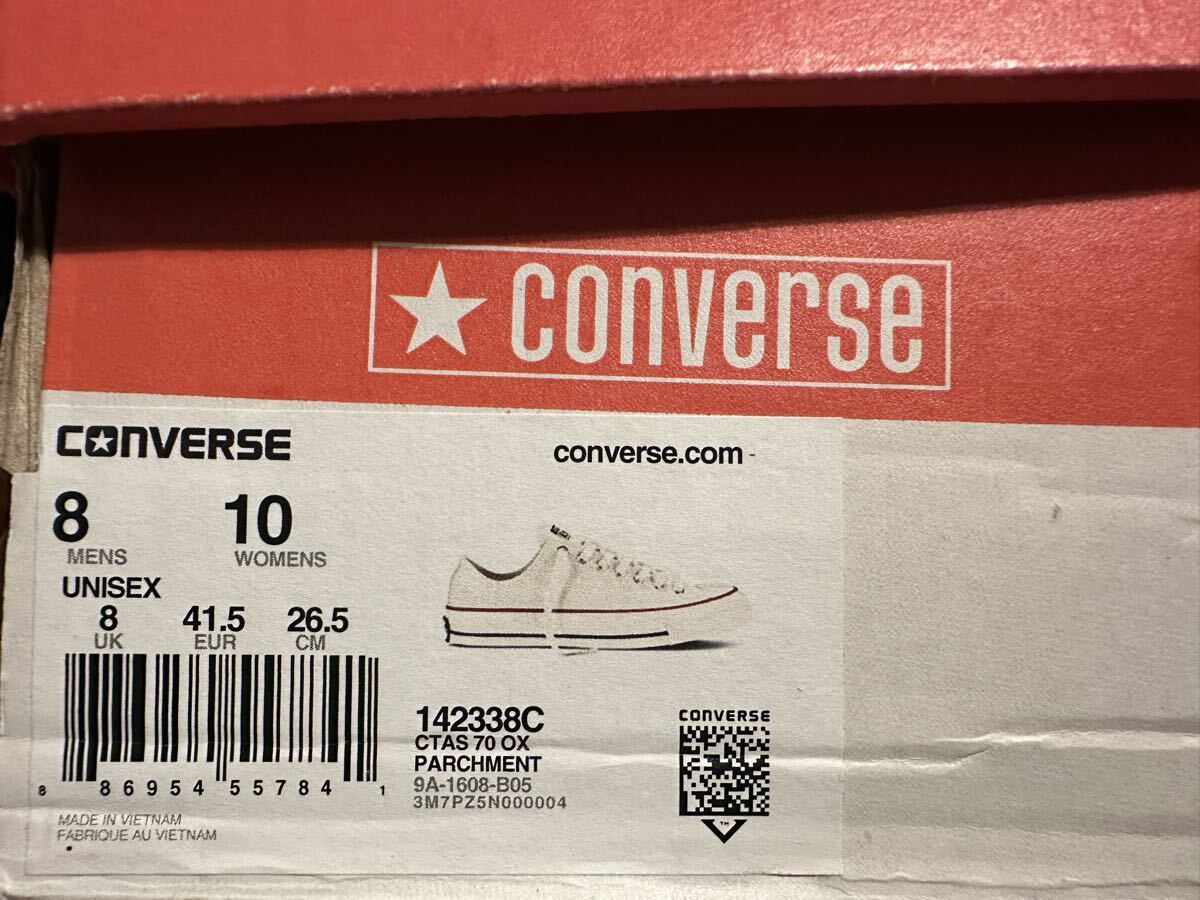 converse
CONVERSE
converse.com
8 10
MENS WOMENS
UNISEX
8 41.5 26.5
UK EUR CM
8 86954 55784 1
142338C
CTAS 70 OX
PARCHMENT
9A-1608-B05
3M7PZ5N000004
CONVERSE
TM
MADE IN VIETNAM
FABRIQUE AU VIETNAM